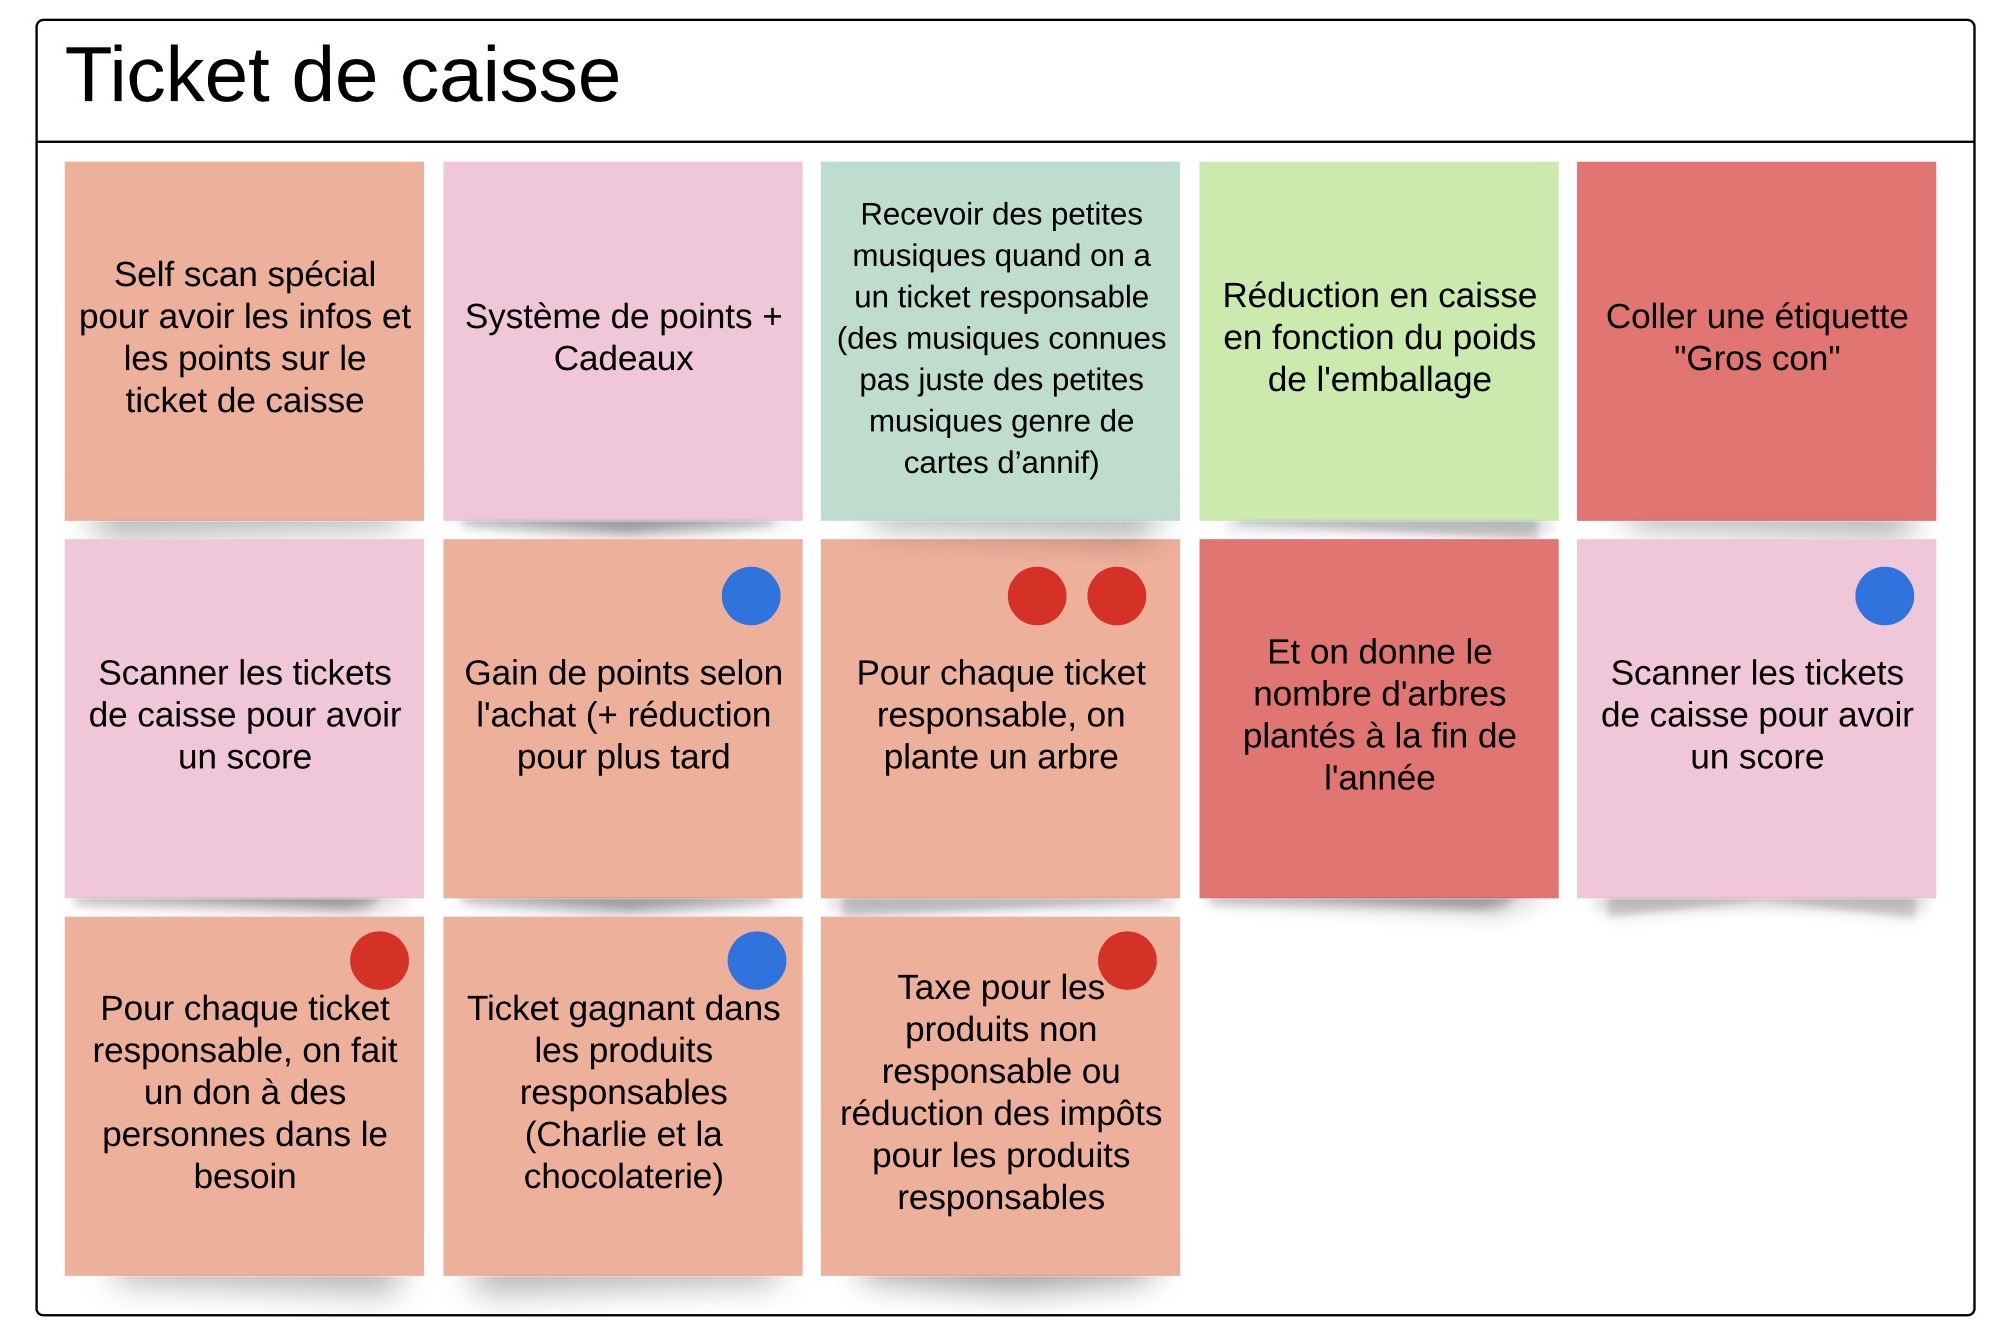 Ticket de caisse
Self scan spécial
pour avoir les infos et
les points sur le
ticket de caisse
Système de points +
Cadeaux
Recevoir des petites
musiques quand on a
un ticket responsable
(des musiques connues
pas juste des petites
musiques genre de
cartes d’annif)
Réduction en caisse
en fonction du poids
de l'emballage
Coller une étiquette
"Gros con"
Scanner les tickets
de caisse pour avoir
un score
Gain de points selon
l'achat (+ réduction
pour plus tard
Pour chaque ticket
responsable, on
plante un arbre
Et on donne le
nombre d'arbres
plantés à la fin de
l'année
Scanner les tickets
de caisse pour avoir
un score
Pour chaque ticket
responsable, on fait
un don à des
personnes dans le
besoin
Ticket gagnant dans
les produits
responsables
(Charlie et la
chocolaterie)
Taxe pour les
produits non
responsable ou
réduction des impôts
pour les produits
responsables